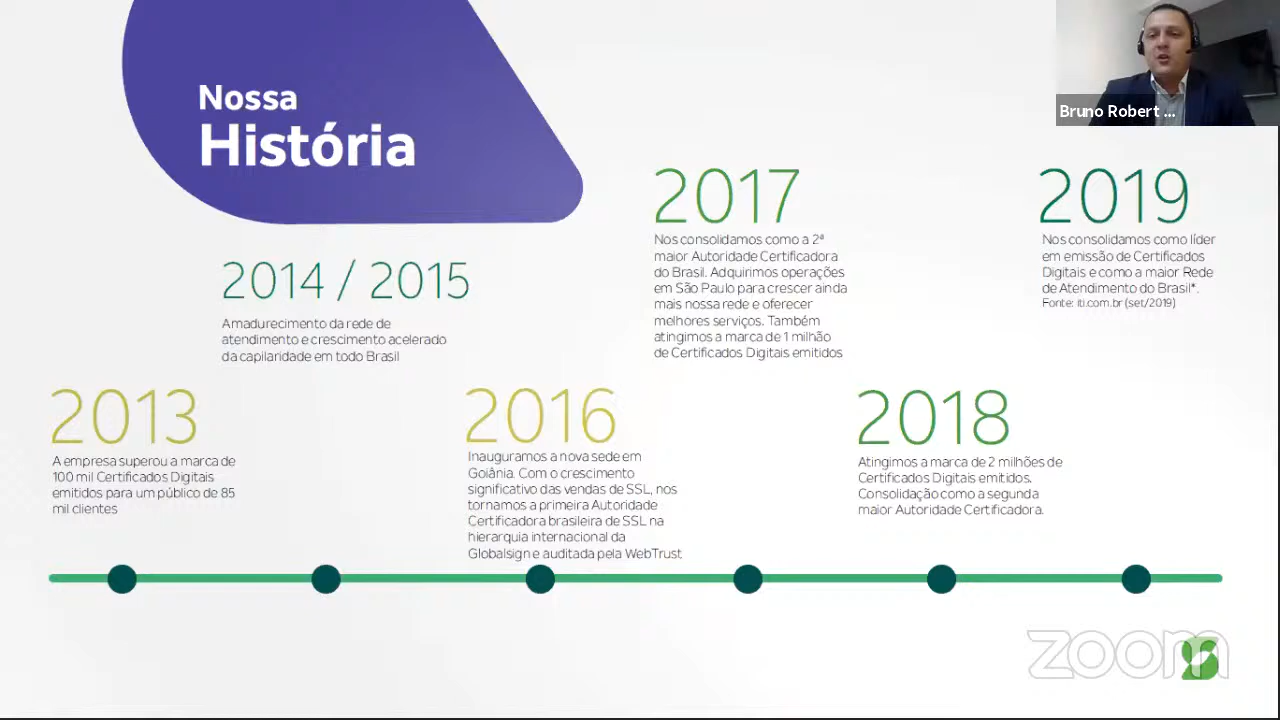 Nossa
História
Bruno Robert ...
2013
A empresa superou a marca de
100 mil Certificados Digitais
emitidos para um público de 85
mil clientes
2014 / 2015
Amadurecimento da rede de
atendimento e crescimento acelerado
da capilaridade em todo Brasil
2016
Inauguramos a nova sede em
Goiânia. Com o crescimento
significativo das vendas de SSL, nos
tornamos a primeira Autoridade
Certificadora brasileira de SSL na
hierarquia internacional da
Globalsign e auditada pela WebTrust
2017
Nos consolidamos como a 2ª
maior Autoridade Certificadora
do Brasil. Adquirimos operações
em São Paulo para crescer ainda
mais nossa rede e oferecer
melhores serviços. Também
atingimos a marca de 1 milhão
de Certificados Digitais emitidos
2018
Atingimos a marca de 2 milhões de
Certificados Digitais emitidos.
Consolidação como a segunda
maior Autoridade Certificadora.
2019
Nos consolidamos como líder
em emissão de Certificados
Digitais e como a maior Rede
de Atendimento do Brasil*.
Fonte: iti.com.br (set/2019)
zoom